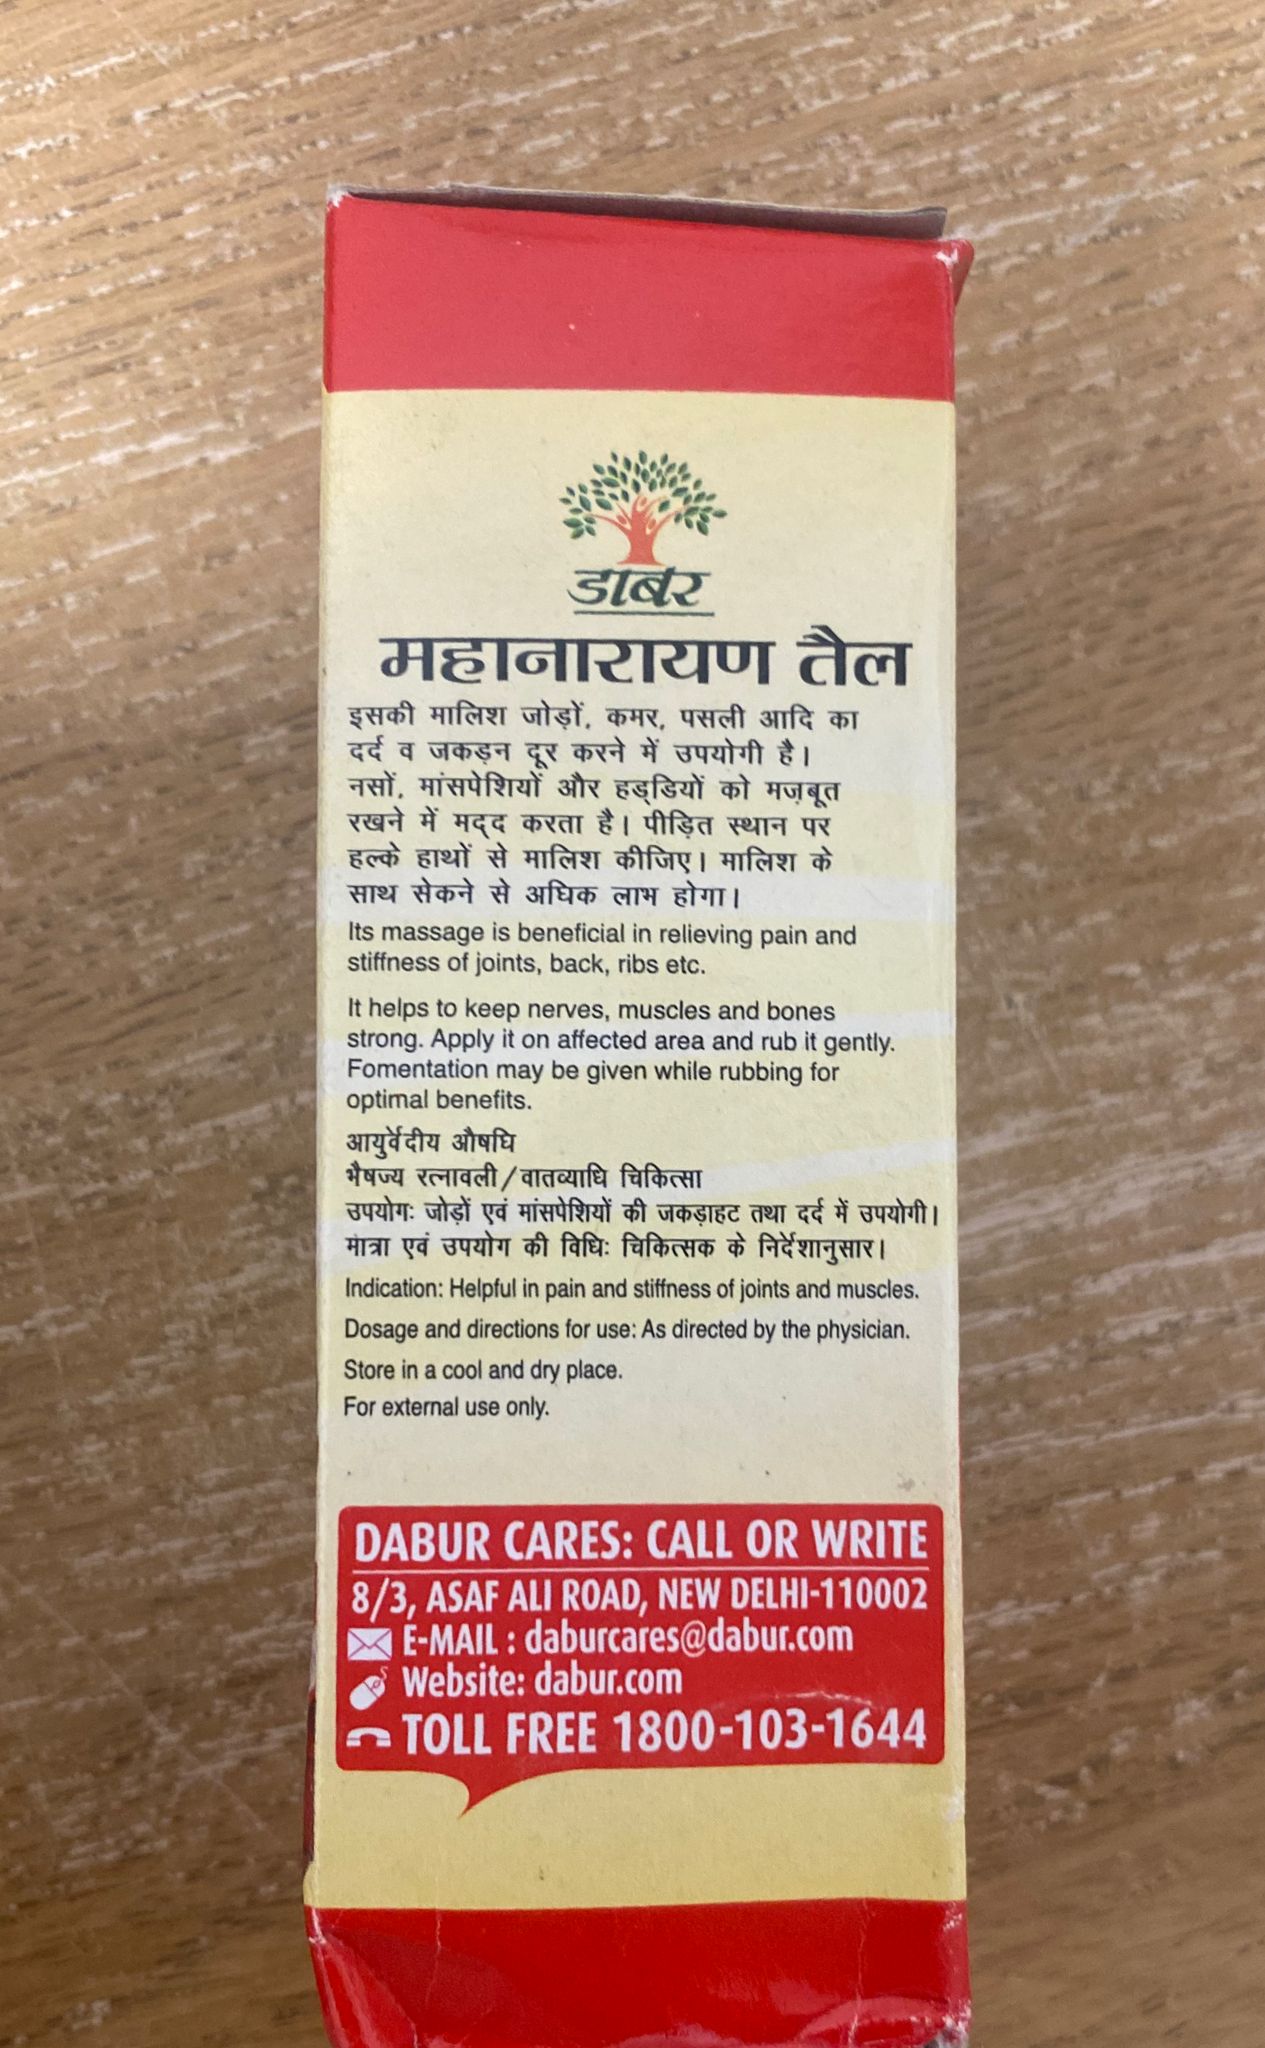 डाबर
महानारायण तैल
इसकी मालिश जोड़ों, कमर, पसली आदि का
दर्द व जकड़न दूर करने में उपयोगी है।
नसों, मांसपेशियों और हड्डियों को मज़बूत
रखने में मद्द करता है। पीड़ित स्थान पर
हल्के हाथों से मालिश कीजिए। मालिश के
साथ सेकने से अधिक लाभ होगा।
Its massage is beneficial in relieving pain and
stiffness of joints, back, ribs etc.
It helps to keep nerves, muscles and bones
strong. Apply it on affected area and rub it gently.
Fomentation may be given while rubbing for
optimal benefits.
आयुर्वेदीय औषधि
भैषज्य रत्नावली/वातव्याधि चिकित्सा
उपयोगः जोड़ों एवं मांसपेशियों की जकड़ाहट तथा दर्द में उपयोगी।
मात्रा एवं उपयोग की विधिः चिकित्सक के निर्देशानुसार।
Indication: Helpful in pain and stiffness of joints and muscles.
Dosage and directions for use: As directed by the physician.
Store in a cool and dry place.
For external use only.
DABUR CARES: CALL OR WRITE
8/3, ASAF ALI ROAD, NEW DELHI-110002
E-MAIL : daburcares@dabur.com
Website: dabur.com
TOLL FREE 1800-103-1644